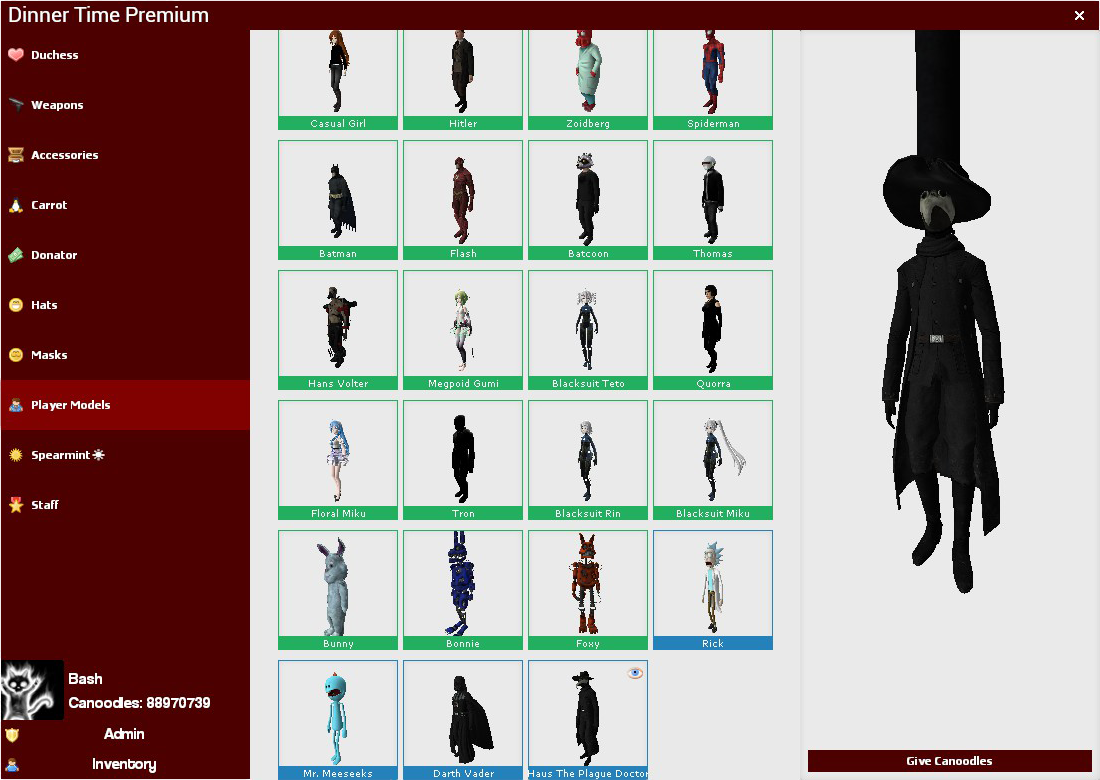 Dinner Time Premium
Duchess
Weapons
Accessories
Carrot
Donator
Hats
Masks
Player Models
Spearmint
Staff
Bash
Canoodles: 88970739
Admin
Inventory
Casual Girl Hitler Zoidberg Spiderman
Batman Flash Batcoon Thomas
Hans Volter Megpoid Gumi Blacksuit Teto Quorra
Floral Miku Tron Blacksuit Rin Blacksuit Miku
Bunny Bonnie Foxy Rick
Mr. Meeseeks Darth Vader Haus The Plague Doctor
Give Canoodles